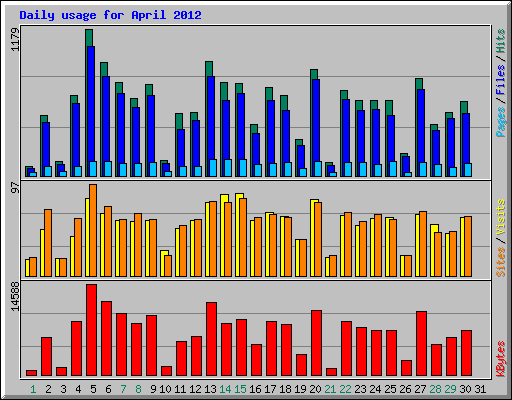 Daily usage for April 2012
1179
Pages / Files / Hits
97
Sites / Visits
14588
KBytes
1 2 3 4 5 6 7 8 9 10 11 12 13 14 15 16 17 18 19 20 21 22 23 24 25 26 27 28 29 30 31